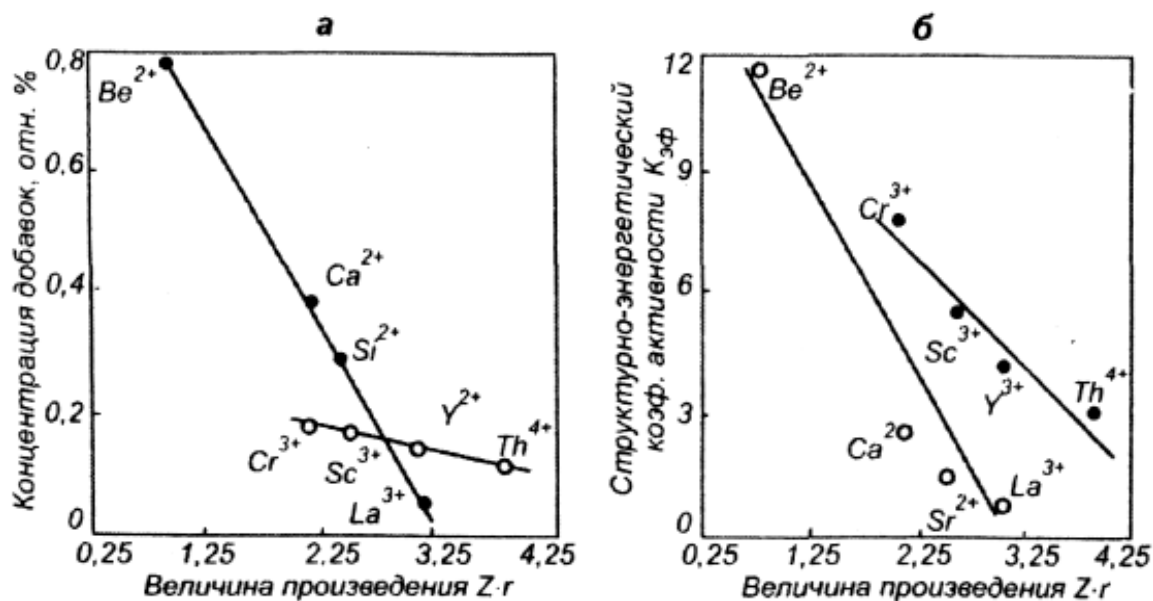 а
Концентрация добавок, отн. %
0,8
0,6
0,4
0,2
0
Be²⁺
Ca²⁺
Si²⁺
Y²⁺
Cr³⁺
Sc³⁺
Th⁴⁺
La³⁺
0,25 1,25 2,25 3,25 4,25
Величина произведения Z·r
б
Структурно-энергетический
коэф. активности Kэф
12
9
6
3
0
Be²⁺
Cr³⁺
Sc³⁺
Y³⁺
Th⁴⁺
Ca²
Sr²⁺
La³⁺
0,25 1,25 2,25 3,25 4,25
Величина произведения Z·r